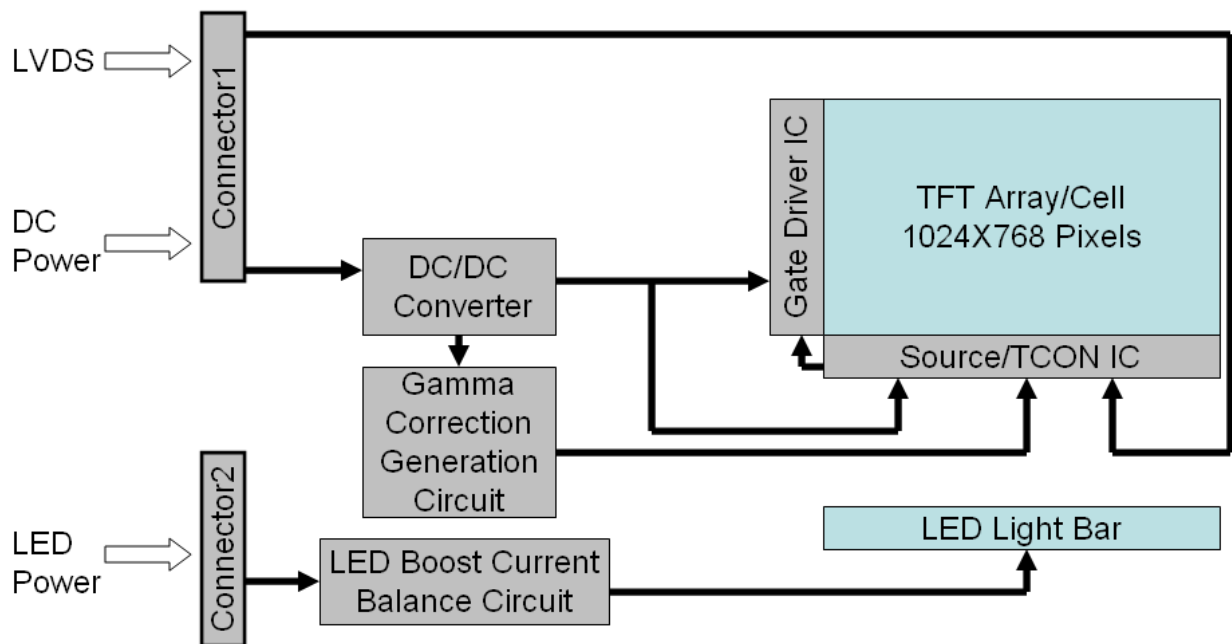 LVDS
Connector1
DC
Power
DC/DC
Converter
Gate Driver IC
TFT Array/Cell
1024X768 Pixels
Source/TCON IC
Gamma
Correction
Generation
Circuit
LED
Power
Connector2
LED Boost Current
Balance Circuit
LED Light Bar